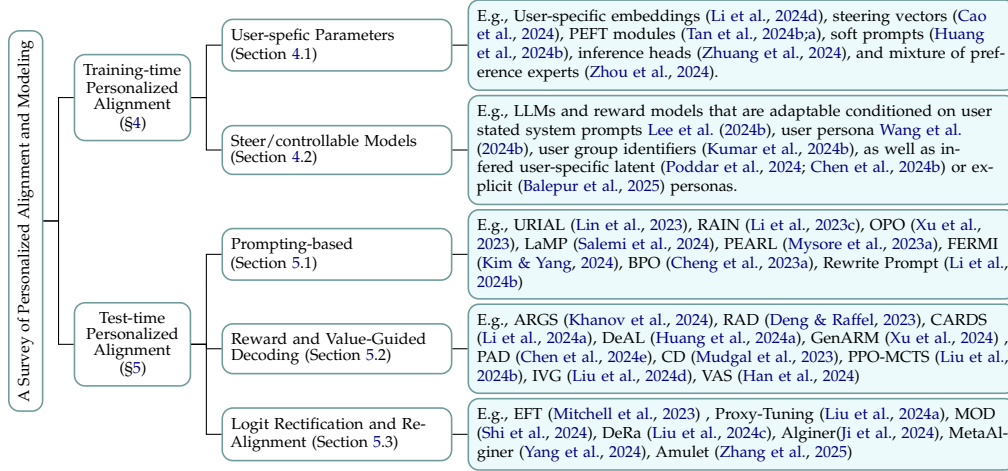 A Survey of Personalized Alignment and Modeling
Training-time
Personalized
Alignment
(§4)
User-spefic Parameters
(Section 4.1)
E.g., User-specific embeddings (Li et al., 2024d), steering vectors (Cao
et al., 2024), PEFT modules (Tan et al., 2024b;a), soft prompts (Huang
et al., 2024b), inference heads (Zhuang et al., 2024), and mixture of pref-
erence experts (Zhou et al., 2024).
Steer/controllable Models
(Section 4.2)
E.g., LLMs and reward models that are adaptable conditioned on user
stated system prompts Lee et al. (2024b), user persona Wang et al.
(2024b), user group identifiers (Kumar et al., 2024b), as well as in-
fered user-specific latent (Poddar et al., 2024; Chen et al., 2024b) or ex-
plicit (Balepur et al., 2025) personas.
Test-time
Personalized
Alignment
(§5)
Prompting-based
(Section 5.1)
E.g., URIAL (Lin et al., 2023), RAIN (Li et al., 2023c), OPO (Xu et al.,
2023), LaMP (Salemi et al., 2024), PEARL (Mysore et al., 2023a), FERMI
(Kim & Yang, 2024), BPO (Cheng et al., 2023a), Rewrite Prompt (Li et al.,
2024b)
Reward and Value-Guided
Decoding (Section 5.2)
E.g., ARGS (Khanov et al., 2024), RAD (Deng & Raffel, 2023), CARDS
(Li et al., 2024a), DeAL (Huang et al., 2024a), GenARM (Xu et al., 2024) ,
PAD (Chen et al., 2024e), CD (Mudgal et al., 2023), PPO-MCTS (Liu et al.,
2024b), IVG (Liu et al., 2024d), VAS (Han et al., 2024)
Logit Rectification and Re-
Alignment (Section 5.3)
E.g., EFT (Mitchell et al., 2023) , Proxy-Tuning (Liu et al., 2024a), MOD
(Shi et al., 2024), DeRa (Liu et al., 2024c), Alginer(Ji et al., 2024), MetaAl-
giner (Yang et al., 2024), Amulet (Zhang et al., 2025)